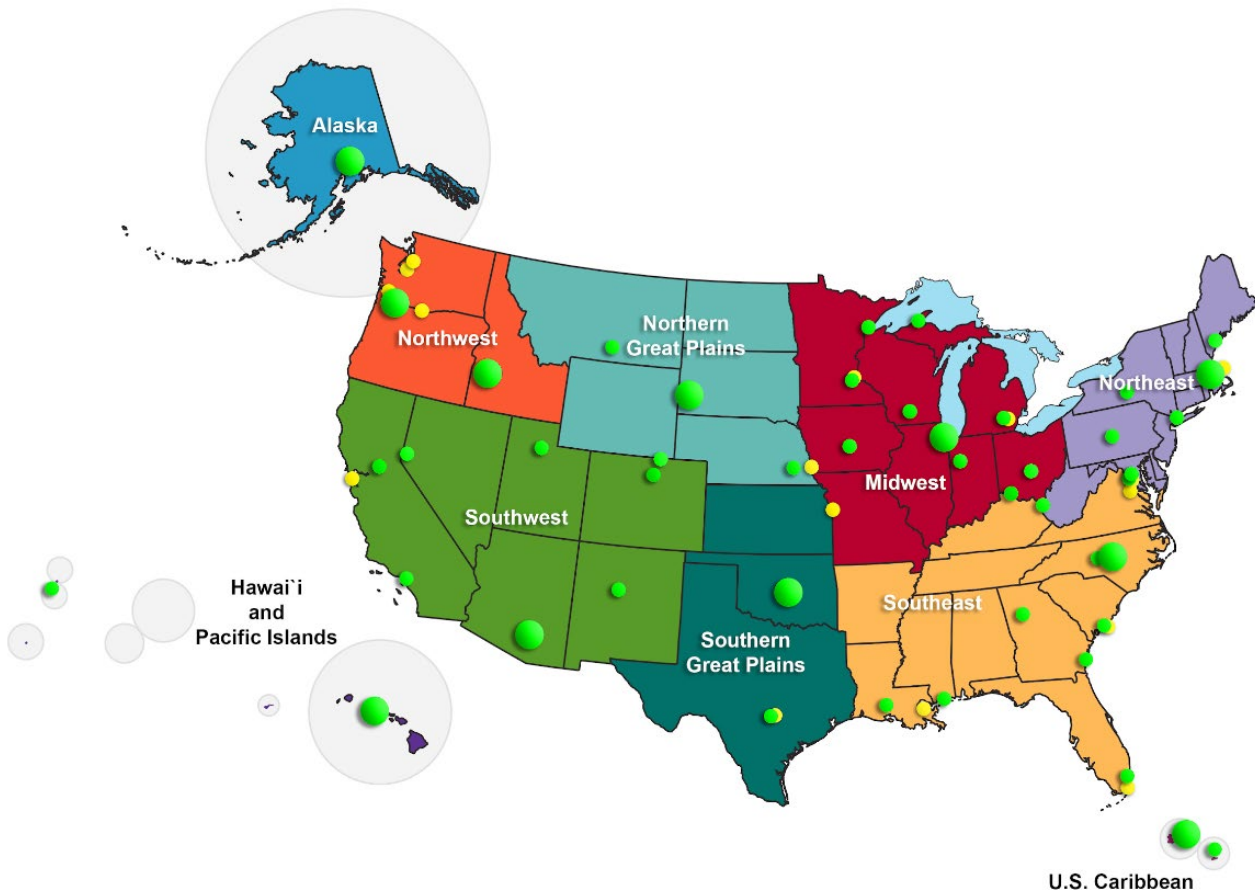 Alaska
Northwest
Northern
Great Plains
Northeast
Midwest
Southwest
Hawai`i
and
Pacific Islands
Southeast
Southern
Great Plains
U.S. Caribbean